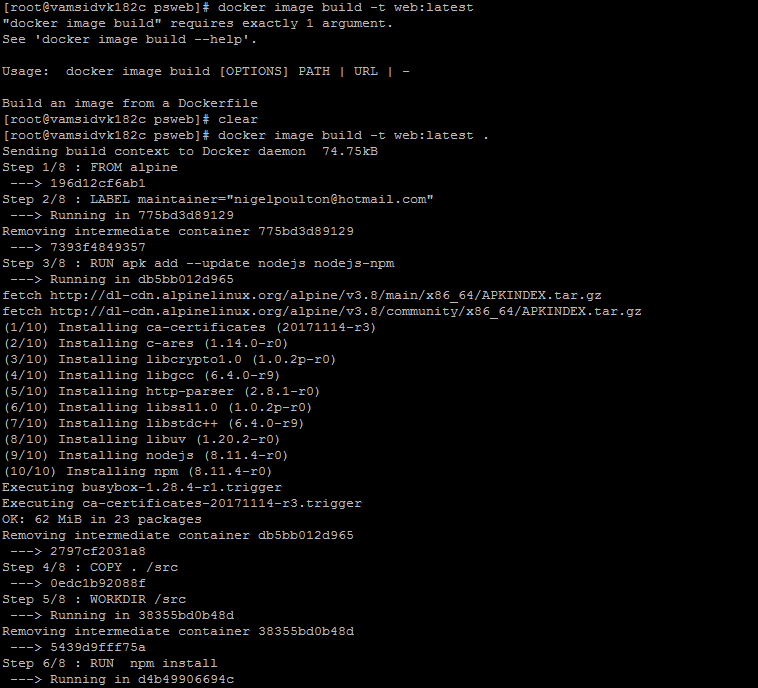 [root@vamsidvk182c psweb]# docker image build -t web:latest
"docker image build" requires exactly 1 argument.
See 'docker image build --help'.
Usage:  docker image build [OPTIONS] PATH | URL | -
Build an image from a Dockerfile
[root@vamsidvk182c psweb]# clear
[root@vamsidvk182c psweb]# docker image build -t web:latest .
Sending build context to Docker daemon  74.75kB
Step 1/8 : FROM alpine
 ---> 196d12cf6ab1
Step 2/8 : LABEL maintainer="nigelpoulton@hotmail.com"
 ---> Running in 775bd3d89129
Removing intermediate container 775bd3d89129
 ---> 7393f4849357
Step 3/8 : RUN apk add --update nodejs nodejs-npm
 ---> Running in db5bb012d965
fetch http://dl-cdn.alpinelinux.org/alpine/v3.8/main/x86_64/APKINDEX.tar.gz
fetch http://dl-cdn.alpinelinux.org/alpine/v3.8/community/x86_64/APKINDEX.tar.gz
(1/10) Installing ca-certificates (20171114-r3)
(2/10) Installing c-ares (1.14.0-r0)
(3/10) Installing libcrypto1.0 (1.0.2p-r0)
(4/10) Installing libgcc (6.4.0-r9)
(5/10) Installing http-parser (2.8.1-r0)
(6/10) Installing libssl1.0 (1.0.2p-r0)
(7/10) Installing libstdc++ (6.4.0-r9)
(8/10) Installing libuv (1.20.2-r0)
(9/10) Installing nodejs (8.11.4-r0)
(10/10) Installing npm (8.11.4-r0)
Executing busybox-1.28.4-r1.trigger
Executing ca-certificates-20171114-r3.trigger
OK: 62 MiB in 23 packages
Removing intermediate container db5bb012d965
 ---> 2797cf2031a8
Step 4/8 : COPY . /src
 ---> 0edc1b92088f
Step 5/8 : WORKDIR /src
 ---> Running in 38355bd0b48d
Removing intermediate container 38355bd0b48d
 ---> 5439d9fff75a
Step 6/8 : RUN  npm install
 ---> Running in d4b49906694c